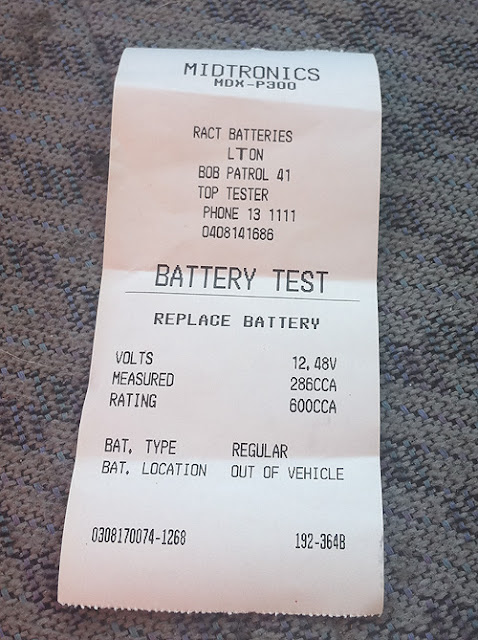 MIDTRONICS
MDX-P300
RACT BATTERIES
LTON
BOB PATROL 41
TOP TESTER
PHONE 13 1111
0408141686
BATTERY TEST
REPLACE BATTERY
VOLTS 12.48V
MEASURED 286CCA
RATING 600CCA
BAT. TYPE REGULAR
BAT. LOCATION OUT OF VEHICLE
0308170074-1268 192-364B